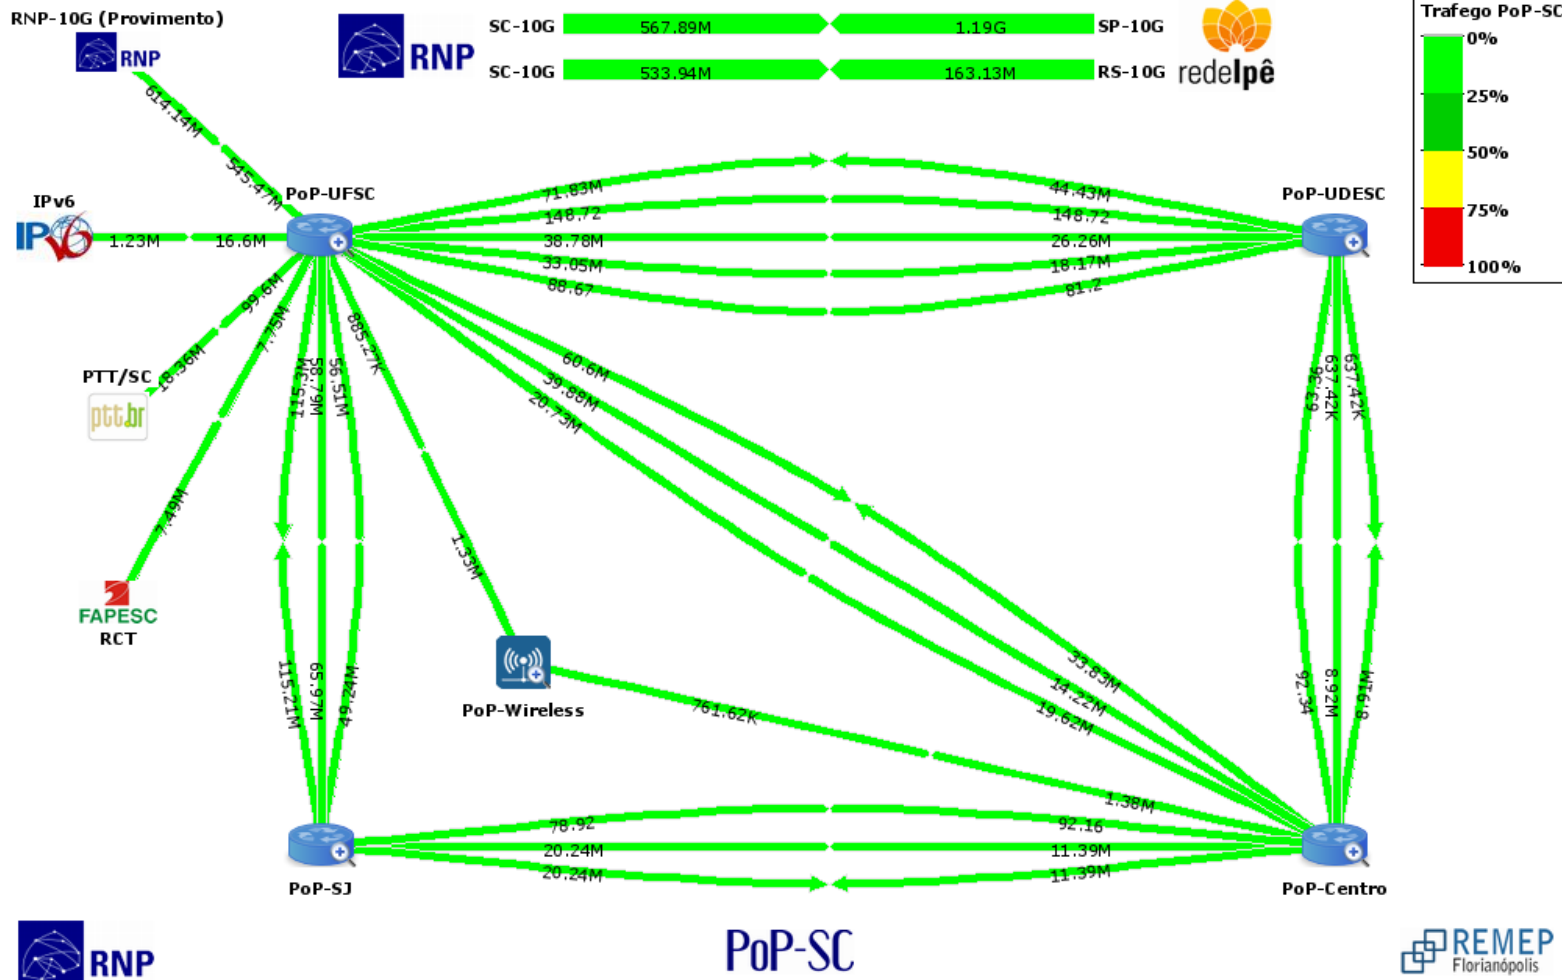 RNP-10G (Provimento)
RNP
RNP
SC-10G 567.89M 1.19G SP-10G
SC-10G 533.94M 163.13M RS-10G
redeIpê
Trafego PoP-SC
0%
25%
50%
75%
100%
614.14M
545.47M
IPv6
IPv6
1.23M 16.6M
PoP-UFSC
PoP-UDESC
71.83M 44.43M
148.72 148.72
38.78M 26.26M
33.05M 18.17M
88.67 81.2
99.6M
18.36M
PTT/SC
ptt.br
7.75M
7.49M
FAPESC
RCT
115.3M
58.79M
56.51M
885.27K
1.33M
60.6M
39.88M
20.73M
63.36
637.42K
637.42K
115.21M
65.97M
49.24M
PoP-Wireless
761.62K
1.38M
33.83M
14.22M
19.62M
92.34
8.92M
8.91M
78.92 92.16
20.24M 11.39M
20.24M 11.39M
PoP-SJ
PoP-Centro
RNP
PoP-SC
REMEP
Florianópolis